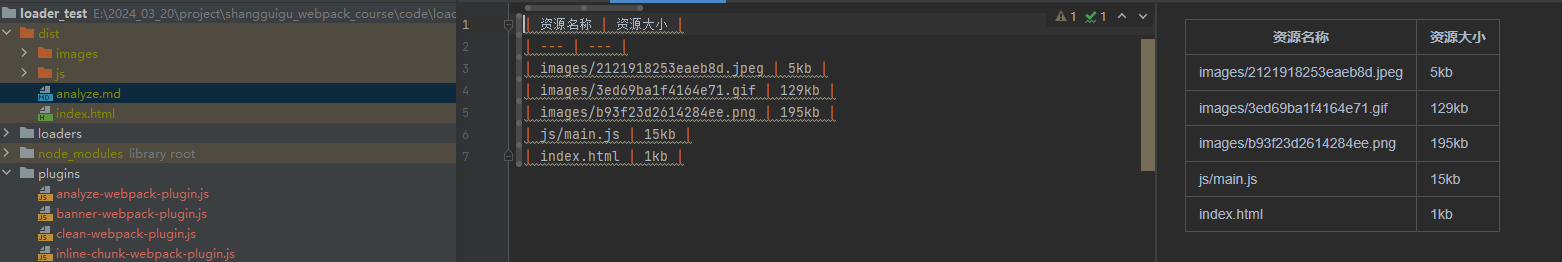 loader_test E:\2024_03_20\project\shangguigu_webpack_course\code\load
dist
images
js
analyze.md
index.html
loaders
node_modules library root
plugins
analyze-webpack-plugin.js
banner-webpack-plugin.js
clean-webpack-plugin.js
inline-chunk-webpack-plugin.js
1 | 资源名称 | 资源大小 |
2 | --- | --- |
3 | images/2121918253eaeb8d.jpeg | 5kb |
4 | images/3ed69ba1f4164e71.gif | 129kb |
5 | images/b93f23d2614284ee.png | 195kb |
6 | js/main.js | 15kb |
7 | index.html | 1kb |
1 1
资源名称 资源大小
images/2121918253eaeb8d.jpeg 5kb
images/3ed69ba1f4164e71.gif 129kb
images/b93f23d2614284ee.png 195kb
js/main.js 15kb
index.html 1kb